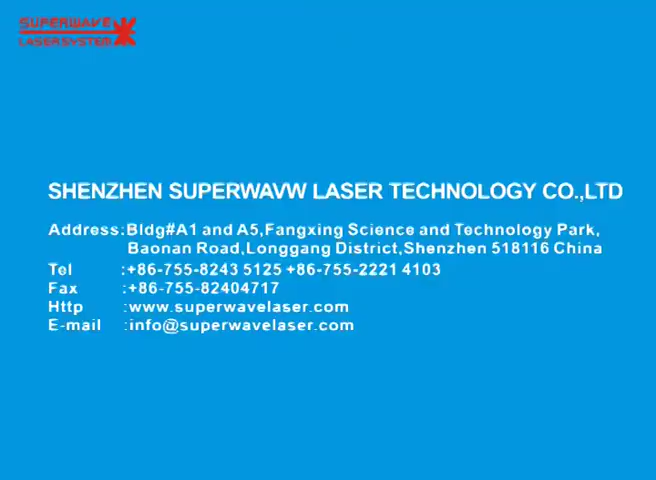 SUPERWAVE
LASER SYSTEM
SHENZHEN SUPERWAVW LASER TECHNOLOGY CO.,LTD
Address:Bldg#A1 and A5,Fangxing Science and Technology Park,
Baonan Road,Longgang District,Shenzhen 518116 China
Tel :+86-755-8243 5125 +86-755-2221 4103
Fax :+86-755-82404717
Http :www.superwavelaser.com
E-mail :info@superwavelaser.com